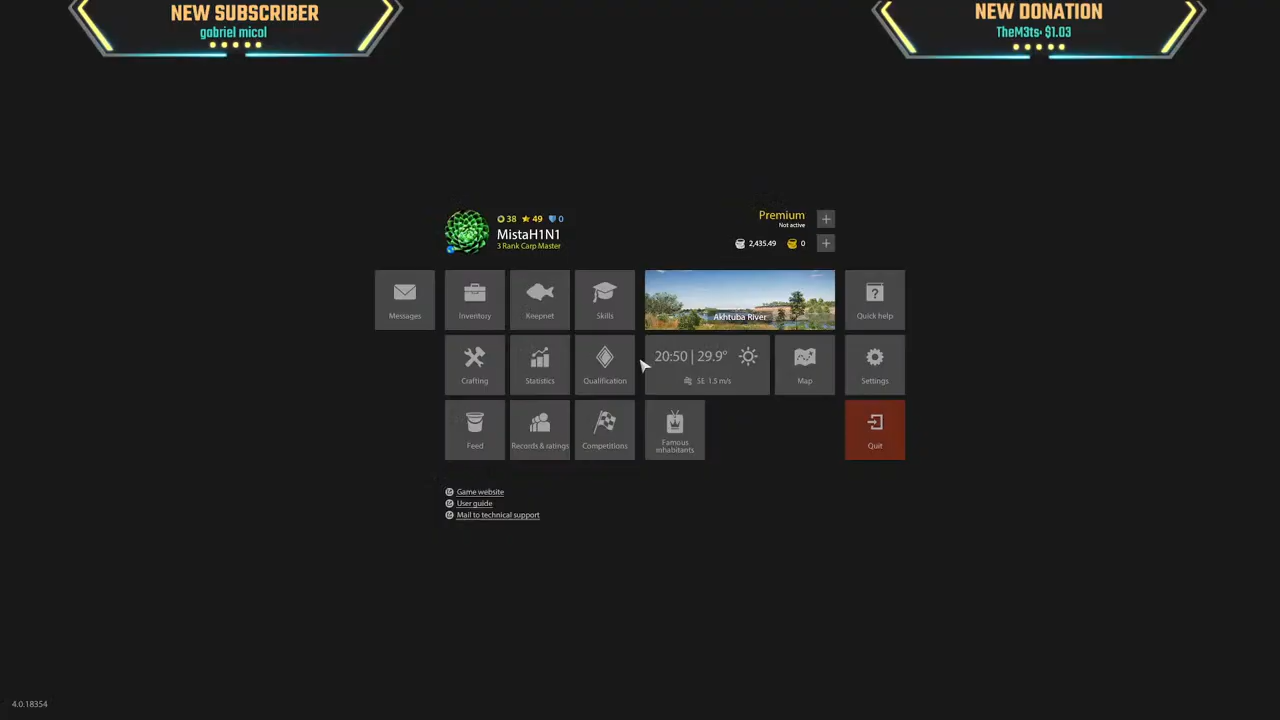 NEW SUBSCRIBER
gabriel micol
NEW DONATION
TheM3ts• $1.03
38 49 0
MistaH1N1
3 Rank Carp Master
Premium
Not active
2,435.49 0
Messages
Inventory
Keepnet
Skills
Akhtuba River
Quick help
Crafting
Statistics
Qualification
20:50 | 29.9°
SE 1.5 m/s
Map
Settings
Feed
Records & ratings
Competitions
Famous
inhabitants
Quit
Game website
User guide
Mail to technical support
4.0.18354